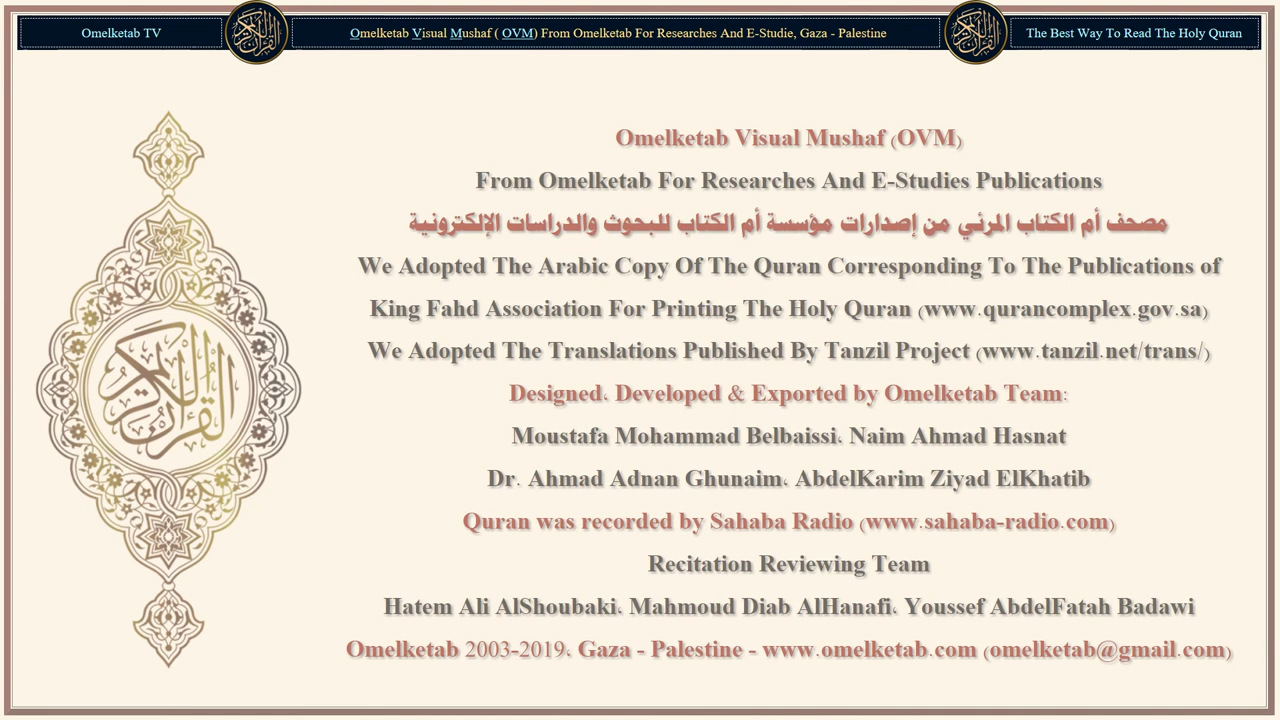 Omelketab TV
Omelketab Visual Mushaf ( OVM) From Omelketab For Researches And E-Studie, Gaza - Palestine
The Best Way To Read The Holy Quran
Omelketab Visual Mushaf (OVM)
From Omelketab For Researches And E-Studies Publications
مصحف أم الكتاب المرئي من إصدارات مؤسسة أم الكتاب للبحوث والدراسات الإلكترونية
We Adopted The Arabic Copy Of The Quran Corresponding To The Publications of
King Fahd Association For Printing The Holy Quran (www.qurancomplex.gov.sa)
We Adopted The Translations Published By Tanzil Project (www.tanzil.net/trans/)
Designed، Developed & Exported by Omelketab Team:
Moustafa Mohammad Belbaissi، Naim Ahmad Hasnat
Dr. Ahmad Adnan Ghunaim، AbdelKarim Ziyad ElKhatib
Quran was recorded by Sahaba Radio (www.sahaba-radio.com)
Recitation Reviewing Team
Hatem Ali AlShoubaki، Mahmoud Diab AlHanafi، Youssef AbdelFatah Badawi
Omelketab 2003-2019، Gaza - Palestine - www.omelketab.com (omelketab@gmail.com)
القرآن الكريم